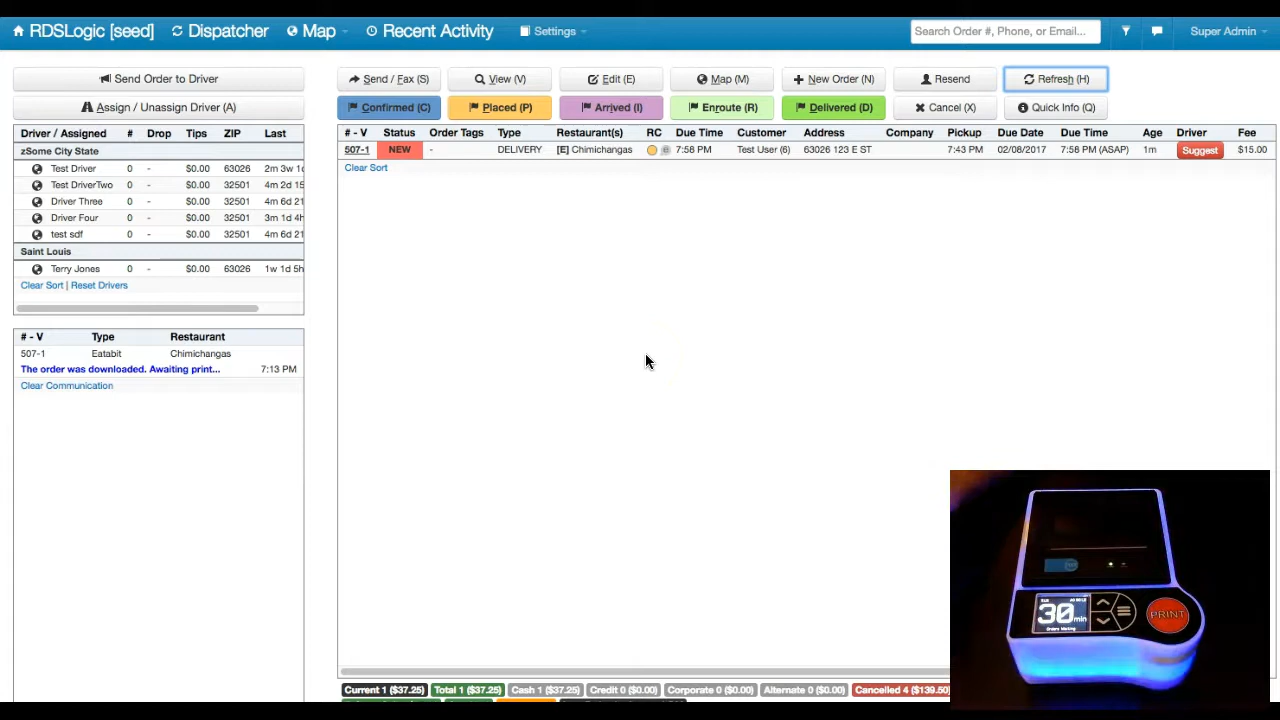 RDSLogic [seed] Dispatcher Map Recent Activity Settings Search Order #, Phone, or Email... Super Admin
Send Order to Driver
Assign / Unassign Driver (A)
Send / Fax (S) View (V) Edit (E) Map (M) New Order (N) Resend Refresh (H)
Confirmed (C) Placed (P) Arrived (I) Enroute (R) Delivered (D) Cancel (X) Quick Info (Q)
Driver / Assigned # Drop Tips ZIP Last
zSome City State
Test Driver 0 - $0.00 63026 2m 3w 1d
Test DriverTwo 0 - $0.00 32501 4m 2d 15
Driver Three 0 - $0.00 32501 4m 6d 21
Driver Four 0 - $0.00 32501 3m 1d 4h
test sdf 0 - $0.00 32501 4m 6d 21
Saint Louis
Terry Jones 0 - $0.00 63026 1w 1d 5h
Clear Sort | Reset Drivers
# - V Status Order Tags Type Restaurant(s) RC Due Time Customer Address Company Pickup Due Date Due Time Age Driver Fee
507-1 NEW - DELIVERY [E] Chimichangas 7:58 PM Test User (6) 63026 123 E ST 7:43 PM 02/08/2017 7:58 PM (ASAP) 1m Suggest $15.00
Clear Sort
# - V Type Restaurant
507-1 Eatabit Chimichangas
The order was downloaded. Awaiting print... 7:13 PM
Clear Communication
30 min
Orders Waiting
PRINT
Current 1 ($37.25) Total 1 ($37.25) Cash 1 ($37.25) Credit 0 ($0.00) Corporate 0 ($0.00) Alternate 0 ($0.00) Cancelled 4 ($139.50)